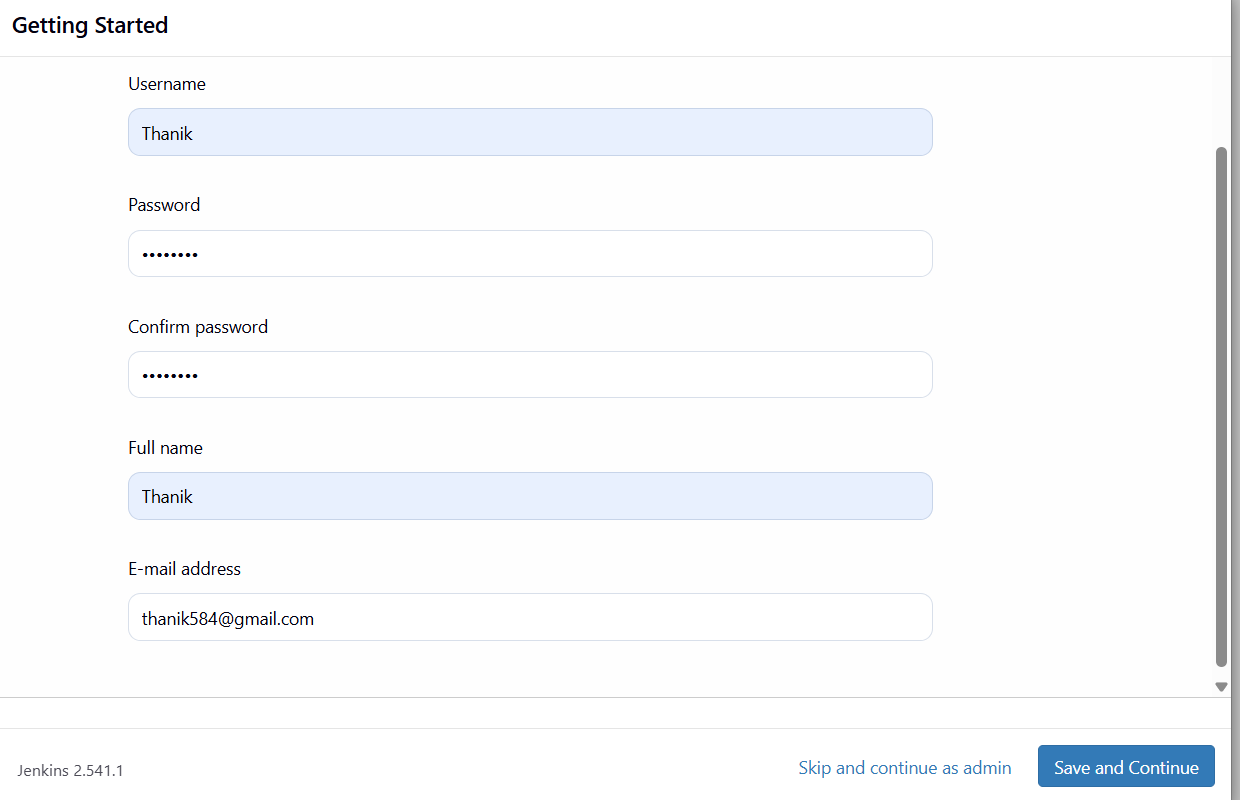 Getting Started
Username
Thanik
Password
••••••••
Confirm password
••••••••
Full name
Thanik
E-mail address
thanik584@gmail.com
Jenkins 2.541.1
Skip and continue as admin
Save and Continue